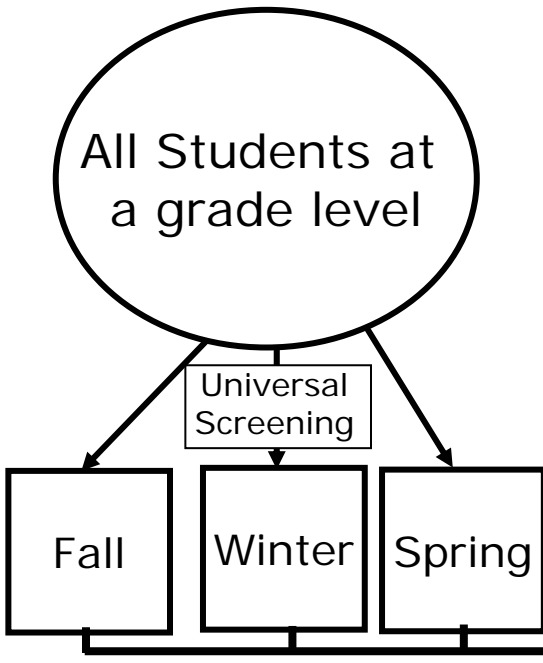 All Students at
a grade level
Universal
Screening
Fall
Winter
Spring